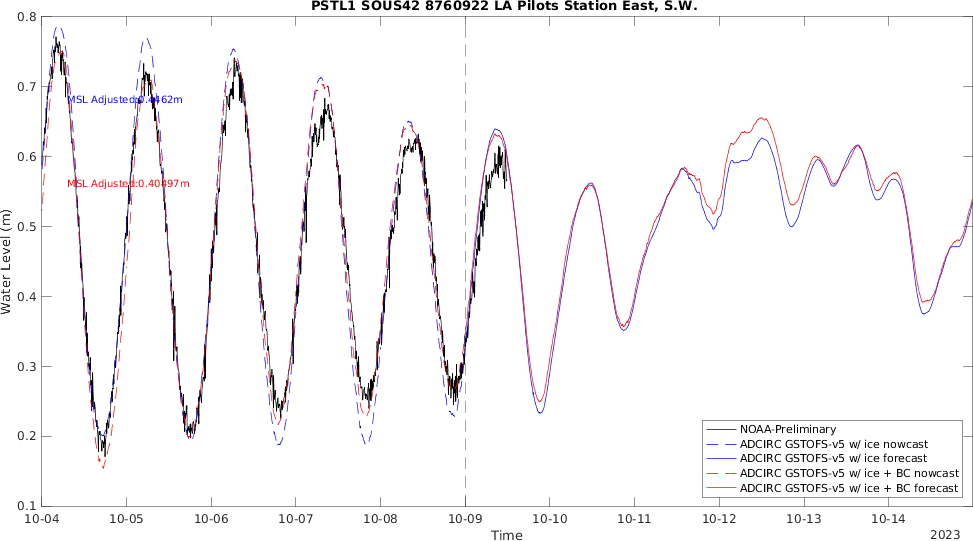 PSTL1 SOUS42 8760922 LA Pilots Station East, S.W.
0.8
0.7
0.6
0.5
0.4
0.3
0.2
0.1
Water Level (m)
MSL Adjusted:0.4462m
MSL Adjusted:0.40497m
NOAA-Preliminary
ADCIRC GSTOFS-v5 w/ ice nowcast
ADCIRC GSTOFS-v5 w/ ice forecast
ADCIRC GSTOFS-v5 w/ ice + BC nowcast
ADCIRC GSTOFS-v5 w/ ice + BC forecast
10-04 10-05 10-06 10-07 10-08 10-09 10-10 10-11 10-12 10-13 10-14
Time
2023